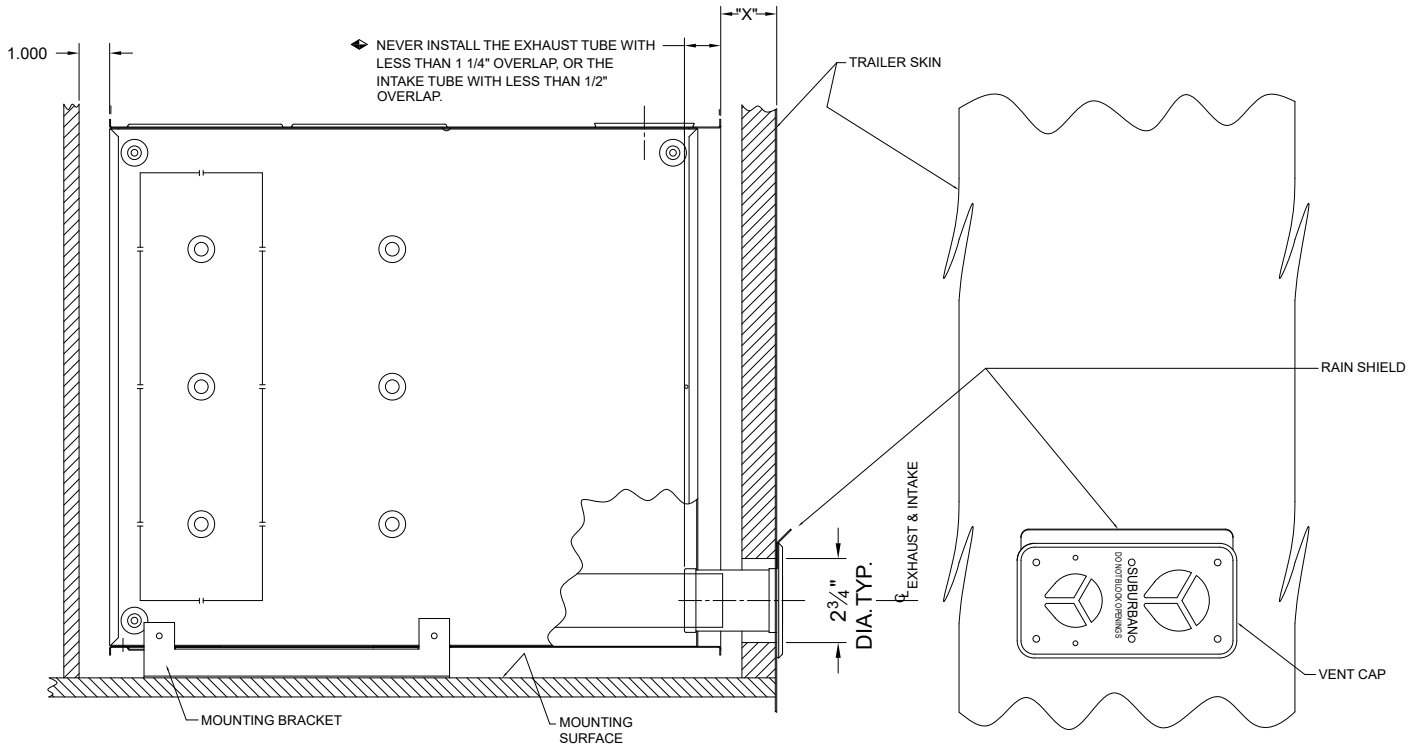 "X"
1.000
NEVER INSTALL THE EXHAUST TUBE WITH
LESS THAN 1 1/4" OVERLAP, OR THE
INTAKE TUBE WITH LESS THAN 1/2"
OVERLAP.
TRAILER SKIN
RAIN SHIELD
℄ EXHAUST & INTAKE
2 3/4"
DIA. TYP.
SUBURBAN
DO NOT BLOCK OPENINGS
VENT CAP
MOUNTING BRACKET
MOUNTING
SURFACE